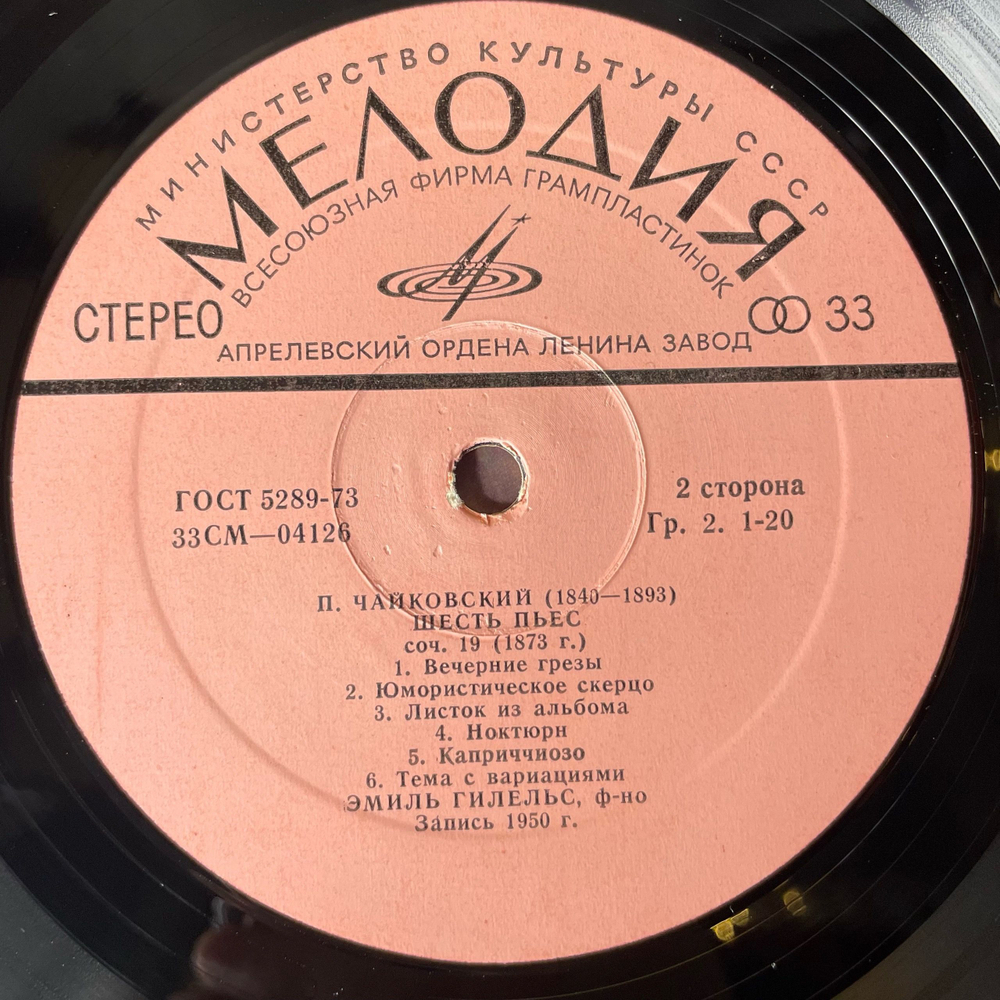 МИНИСТЕРСТВО КУЛЬТУРЫ СССР
МЕЛОДИЯ
ВСЕСОЮЗНАЯ ФИРМА ГРАМПЛАСТИНОК
СТЕРЕО
33
АПРЕЛЕВСКИЙ ОРДЕНА ЛЕНИНА ЗАВОД
ГОСТ 5289-73
2 сторона
33СМ—04126
Гр. 2. 1-20
П. ЧАЙКОВСКИЙ (1840—1893)
ШЕСТЬ ПЬЕС
соч. 19 (1873 г.)
1. Вечерние грезы
2. Юмористическое скерцо
3. Листок из альбома
4. Ноктюрн
5. Каприччиозо
6. Тема с вариациями
ЭМИЛЬ ГИЛЕЛЬС, ф-но
Запись 1950 г.